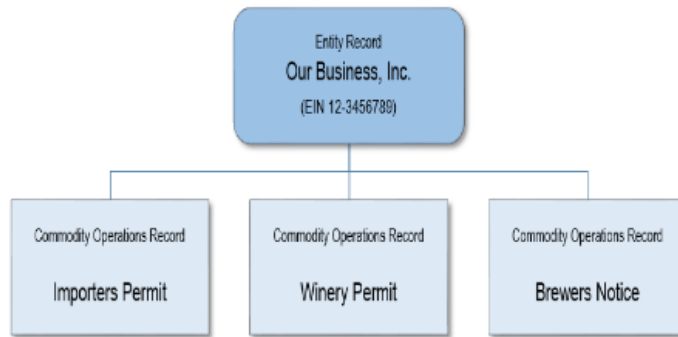 Entity Record
Our Business, Inc.
(EIN 12-3456789)
Commodity Operations Record
Importers Permit
Commodity Operations Record
Winery Permit
Commodity Operations Record
Brewers Notice